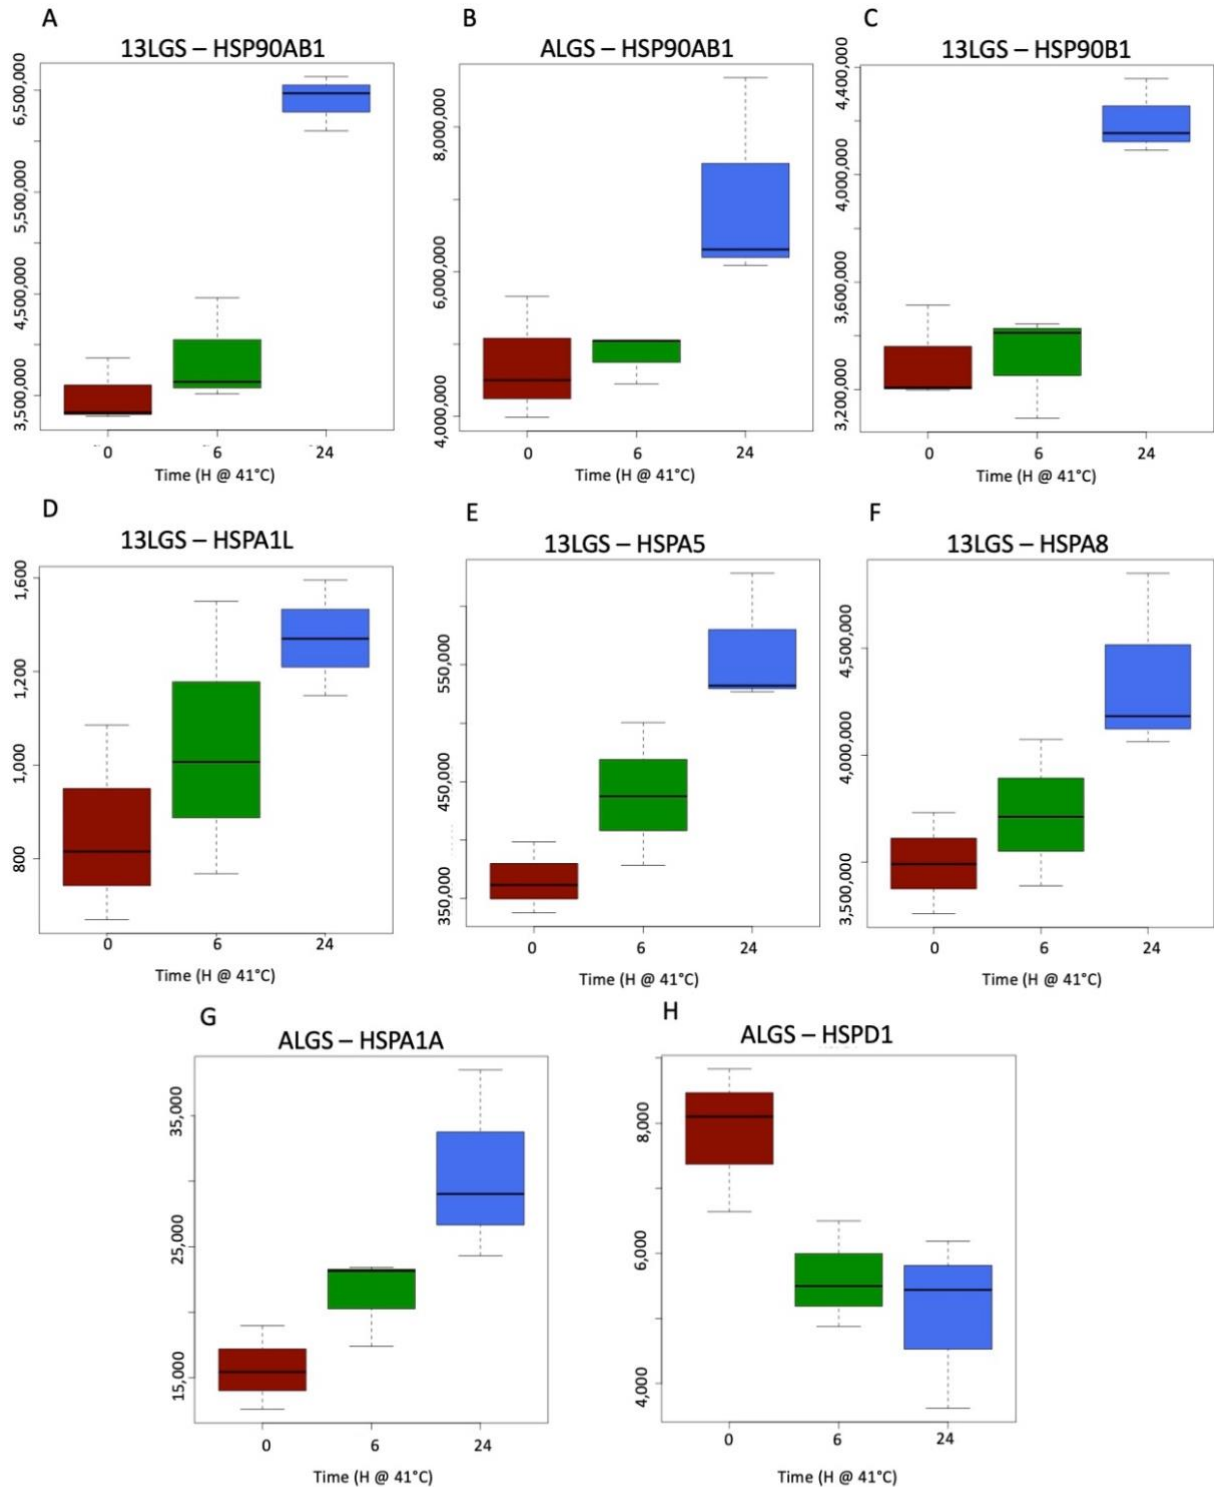 A
13LGS – HSP90AB1
6,500,000
5,500,000
4,500,000
3,500,000
0 6 24
Time (H @ 41°C)
B
ALGS – HSP90AB1
8,000,000
6,000,000
4,000,000
0 6 24
Time (H @ 41°C)
C
13LGS – HSP90B1
4,400,000
4,000,000
3,600,000
3,200,000
0 6 24
Time (H @ 41°C)
D
13LGS – HSPA1L
1,600
1,200
1,000
800
0 6 24
Time (H @ 41°C)
E
13LGS – HSPA5
550,000
450,000
350,000
0 6 24
Time (H @ 41°C)
F
13LGS – HSPA8
4,500,000
4,000,000
3,500,000
0 6 24
Time (H @ 41°C)
G
ALGS – HSPA1A
35,000
25,000
15,000
0 6 24
Time (H @ 41°C)
H
ALGS – HSPD1
8,000
6,000
4,000
0 6 24
Time (H @ 41°C)